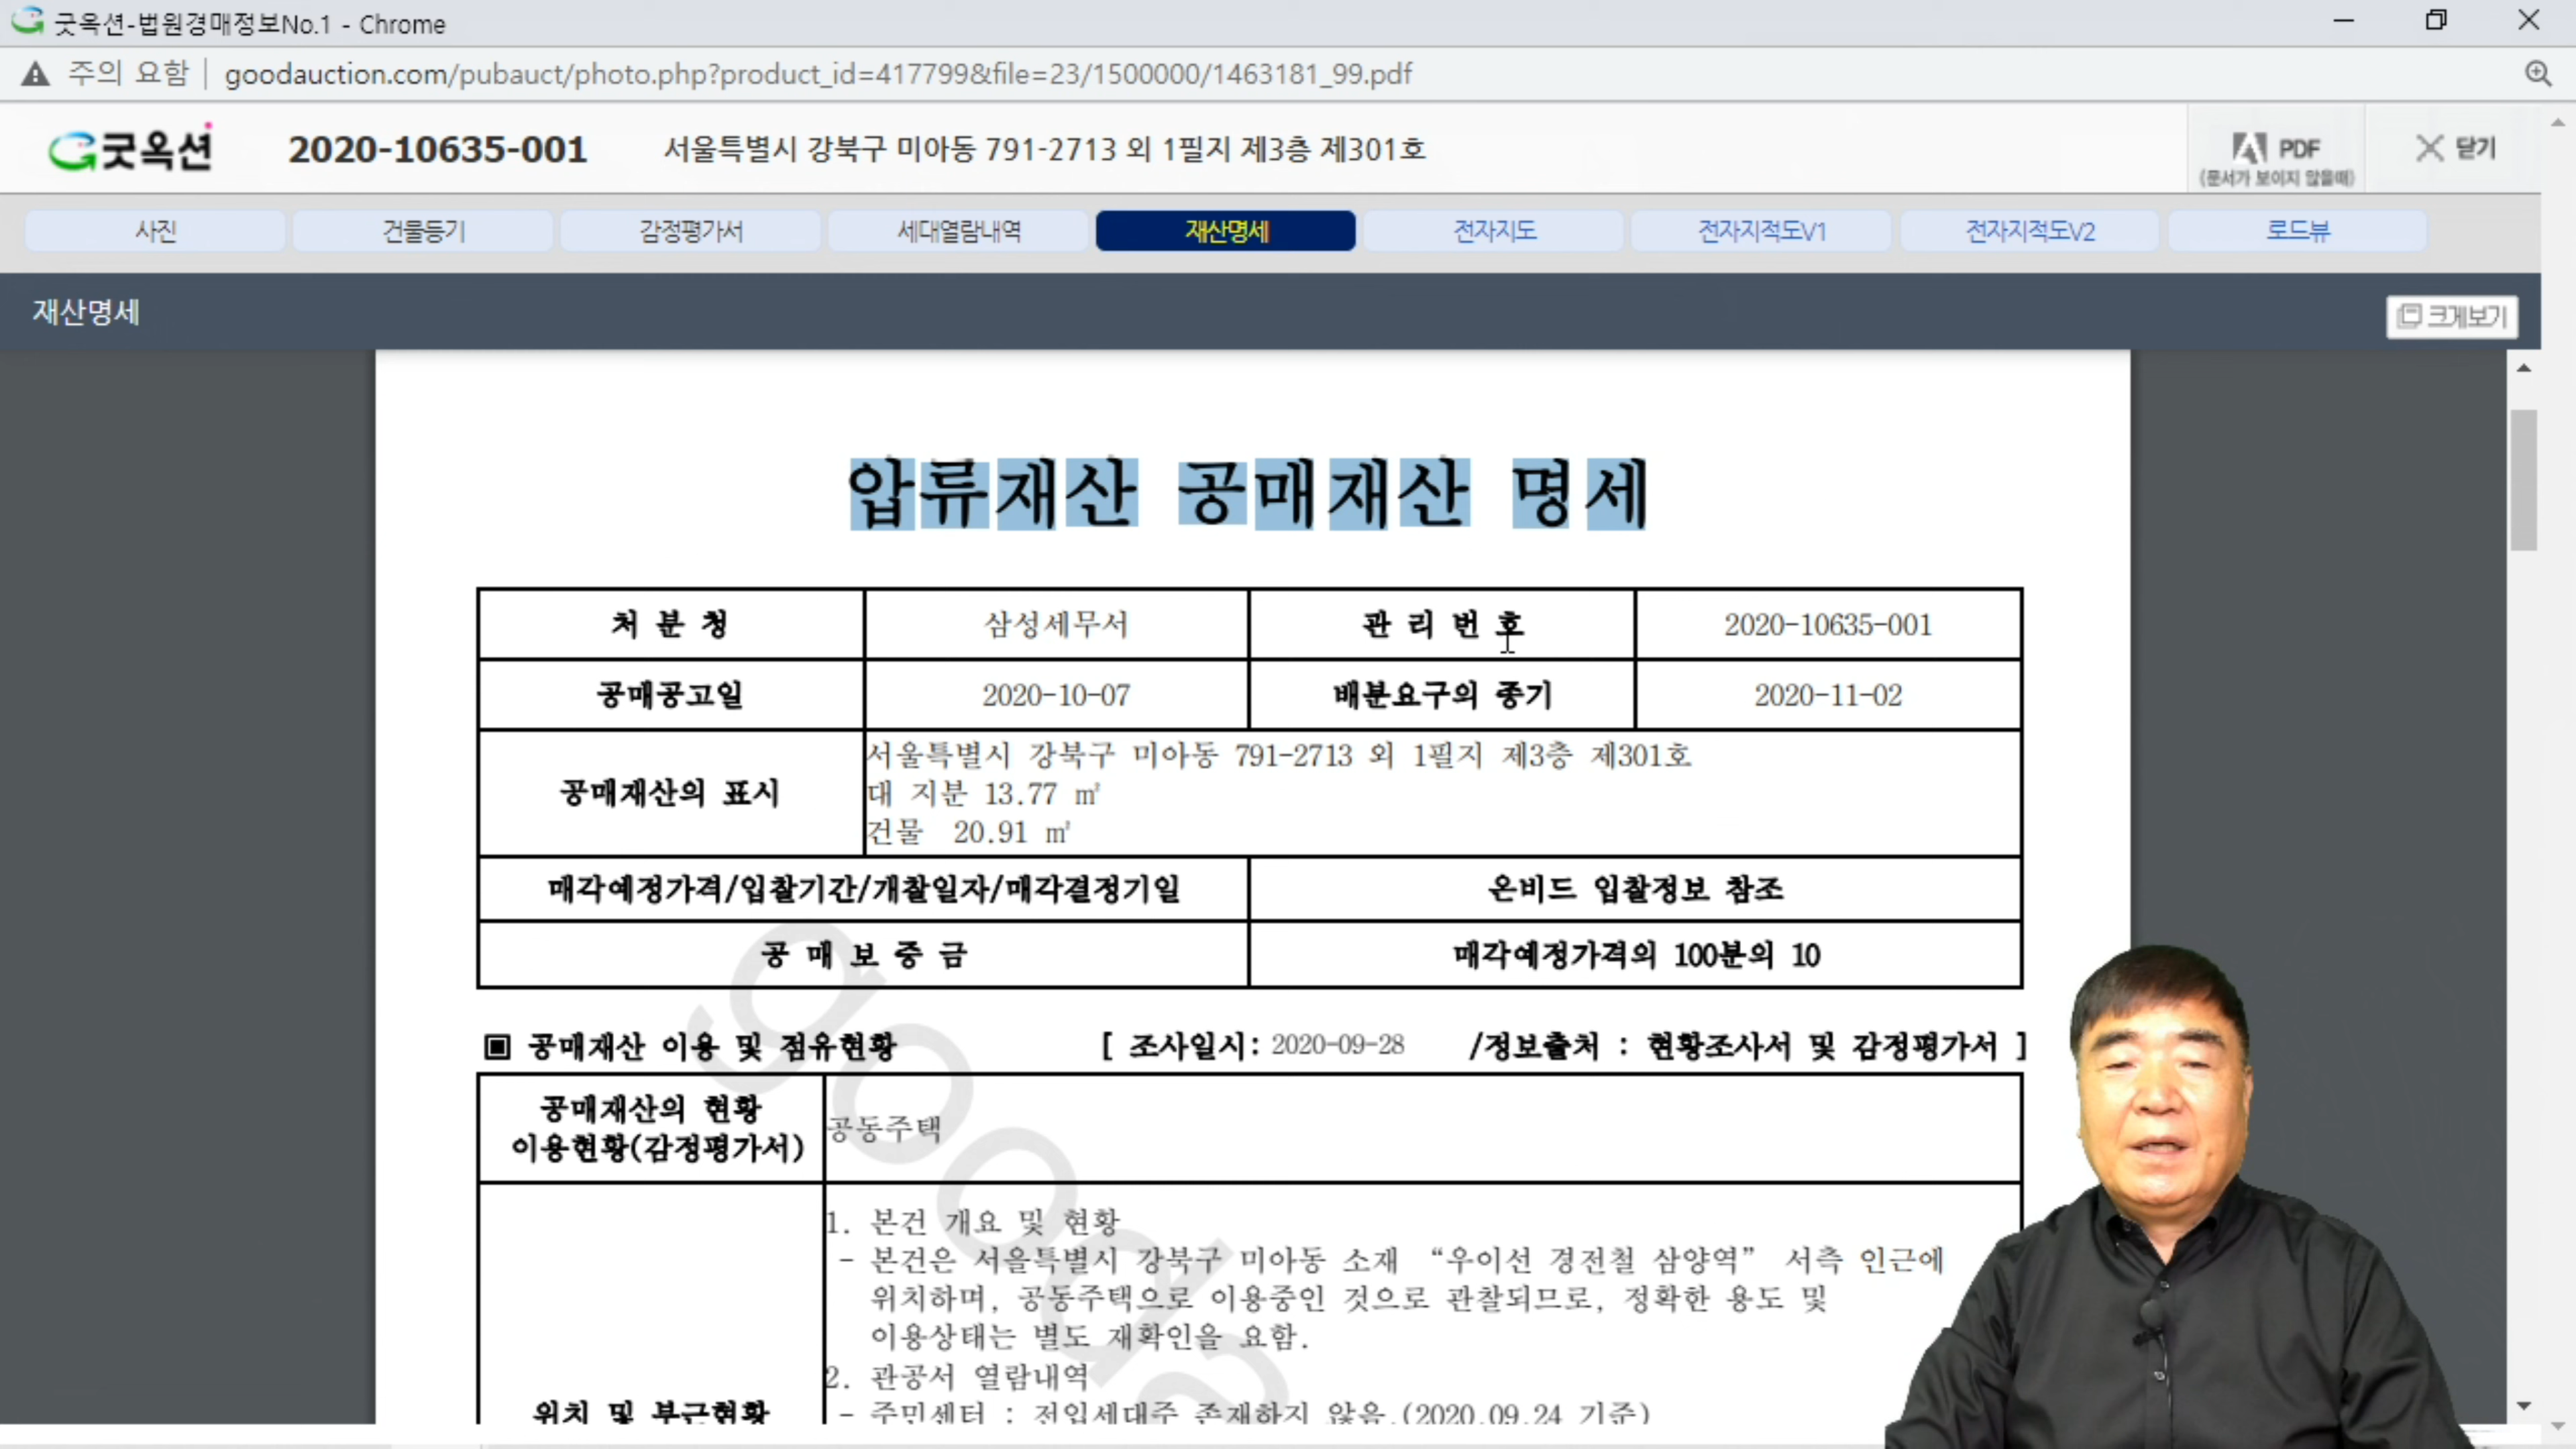 굿옥션-법원경매정보No.1 - Chrome
주의 요함 | goodauction.com/pubauct/photo.php?product_id=417799&file=23/1500000/1463181_99.pdf
굿옥션 2020-10635-001 서울특별시 강북구 미아동 791-2713 외 1필지 제3층 제301호 PDF 닫기
(문서가 보이지 않을때)
사진 건물등기 감정평가서 세대열람내역 재산명세 전자지도 전자지적도V1 전자지적도V2 로드뷰
재산명세 크게보기
압류재산 공매재산 명세
처 분 청 삼성세무서 관 리 번 호 2020-10635-001
공매공고일 2020-10-07 배분요구의 종기 2020-11-02
공매재산의 표시 서울특별시 강북구 미아동 791-2713 외 1필지 제3층 제301호
대 지분 13.77 ㎡
건물 20.91 ㎡
매각예정가격/입찰기간/개찰일자/매각결정기일 온비드 입찰정보 참조
공 매 보 증 금 매각예정가격의 100분의 10
▣ 공매재산 이용 및 점유현황 [ 조사일시: 2020-09-28 /정보출처 : 현황조사서 및 감정평가서 ]
공매재산의 현황
이용현황(감정평가서) 공동주택
1. 본건 개요 및 현황
- 본건은 서울특별시 강북구 미아동 소재 “우이선 경전철 삼양역” 서측 인근에
위치하며, 공동주택으로 이용중인 것으로 관찰되므로, 정확한 용도 및
이용상태는 별도 재확인을 요함.
2. 관공서 열람내역
위치 및 부근현황 - 주민센터 : 전입세대주 존재하지 않음.(2020.09.24 기준)
gooda